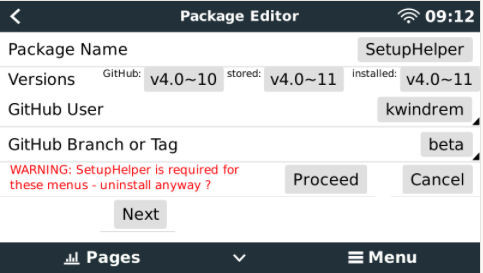 Package Editor 09:12
Package Name SetupHelper
Versions GitHub: v4.0~10 stored: v4.0~11 installed: v4.0~11
GitHub User kwindrem
GitHub Branch or Tag beta
WARNING: SetupHelper is required for
these menus - uninstall anyway ? Proceed Cancel
Next
Pages Menu